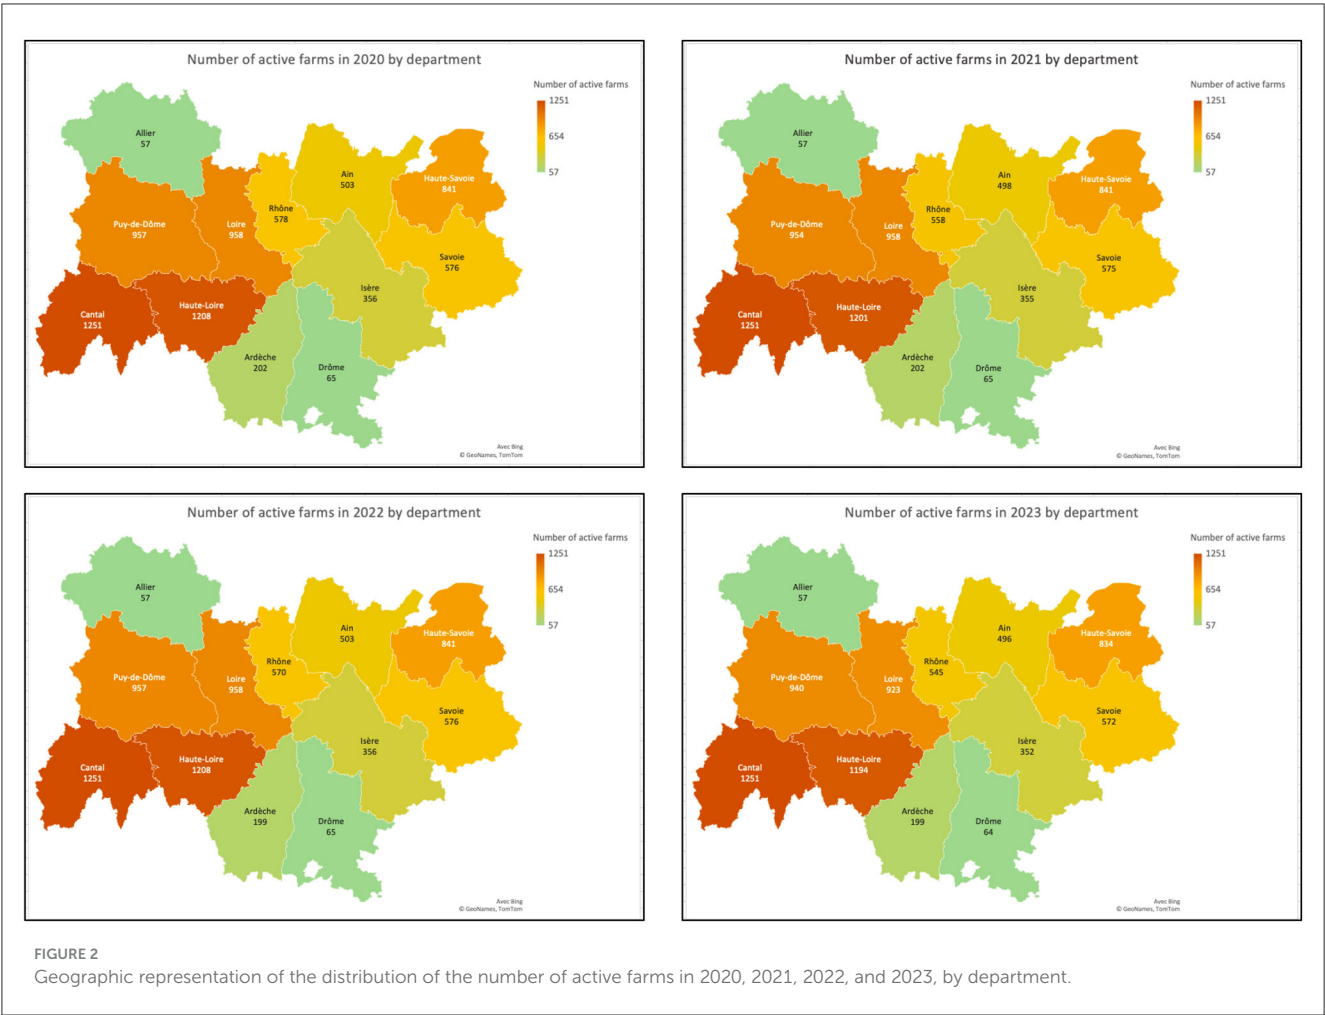 Number of active farms in 2020 by department
Number of active farms
1251
654
57
Allier
57
Ain
503
Haute-Savoie
841
Rhône
578
Puy-de-Dôme
957
Loire
958
Savoie
576
Isère
356
Cantal
1251
Haute-Loire
1208
Ardèche
202
Drôme
65
Avec Bing
© GeoNames, TomTom
Number of active farms in 2021 by department
Number of active farms
1251
654
57
Allier
57
Ain
498
Haute-Savoie
841
Rhône
558
Puy-de-Dôme
954
Loire
958
Savoie
575
Isère
355
Cantal
1251
Haute-Loire
1201
Ardèche
202
Drôme
65
Avec Bing
© GeoNames, TomTom
Number of active farms in 2022 by department
Number of active farms
1251
654
57
Allier
57
Ain
503
Haute-Savoie
841
Rhône
570
Puy-de-Dôme
957
Loire
958
Savoie
576
Isère
356
Cantal
1251
Haute-Loire
1208
Ardèche
199
Drôme
65
Avec Bing
© GeoNames, TomTom
Number of active farms in 2023 by department
Number of active farms
1251
654
57
Allier
57
Ain
496
Haute-Savoie
834
Rhône
545
Puy-de-Dôme
940
Loire
923
Savoie
572
Isère
352
Cantal
1251
Haute-Loire
1194
Ardèche
199
Drôme
64
Avec Bing
© GeoNames, TomTom
FIGURE 2
Geographic representation of the distribution of the number of active farms in 2020, 2021, 2022, and 2023, by department.